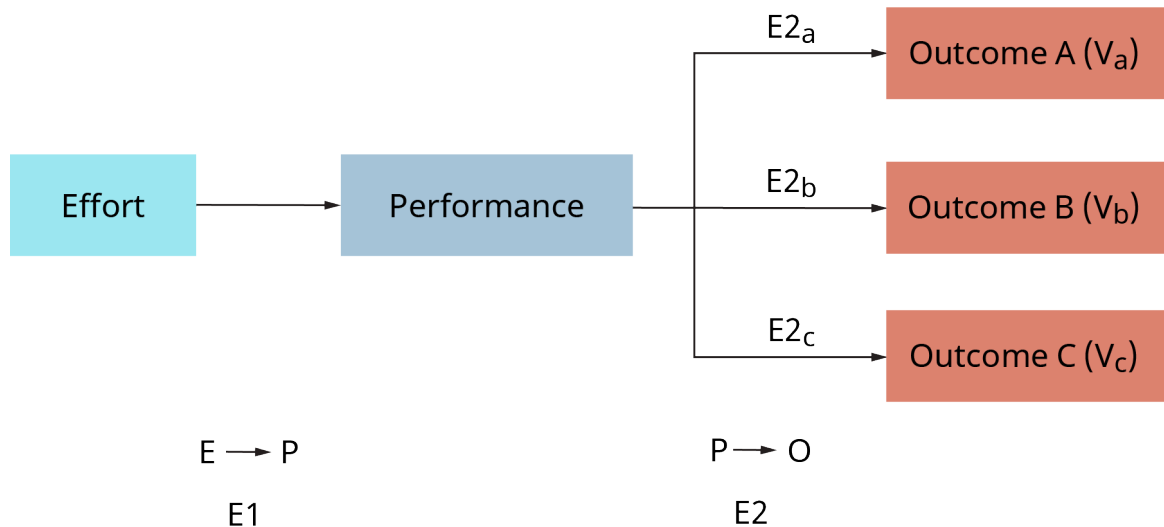 E2a
Outcome A (Va)
Effort
Performance
E2b
Outcome B (Vb)
E2c
Outcome C (Vc)
E → P
P → O
E1
E2